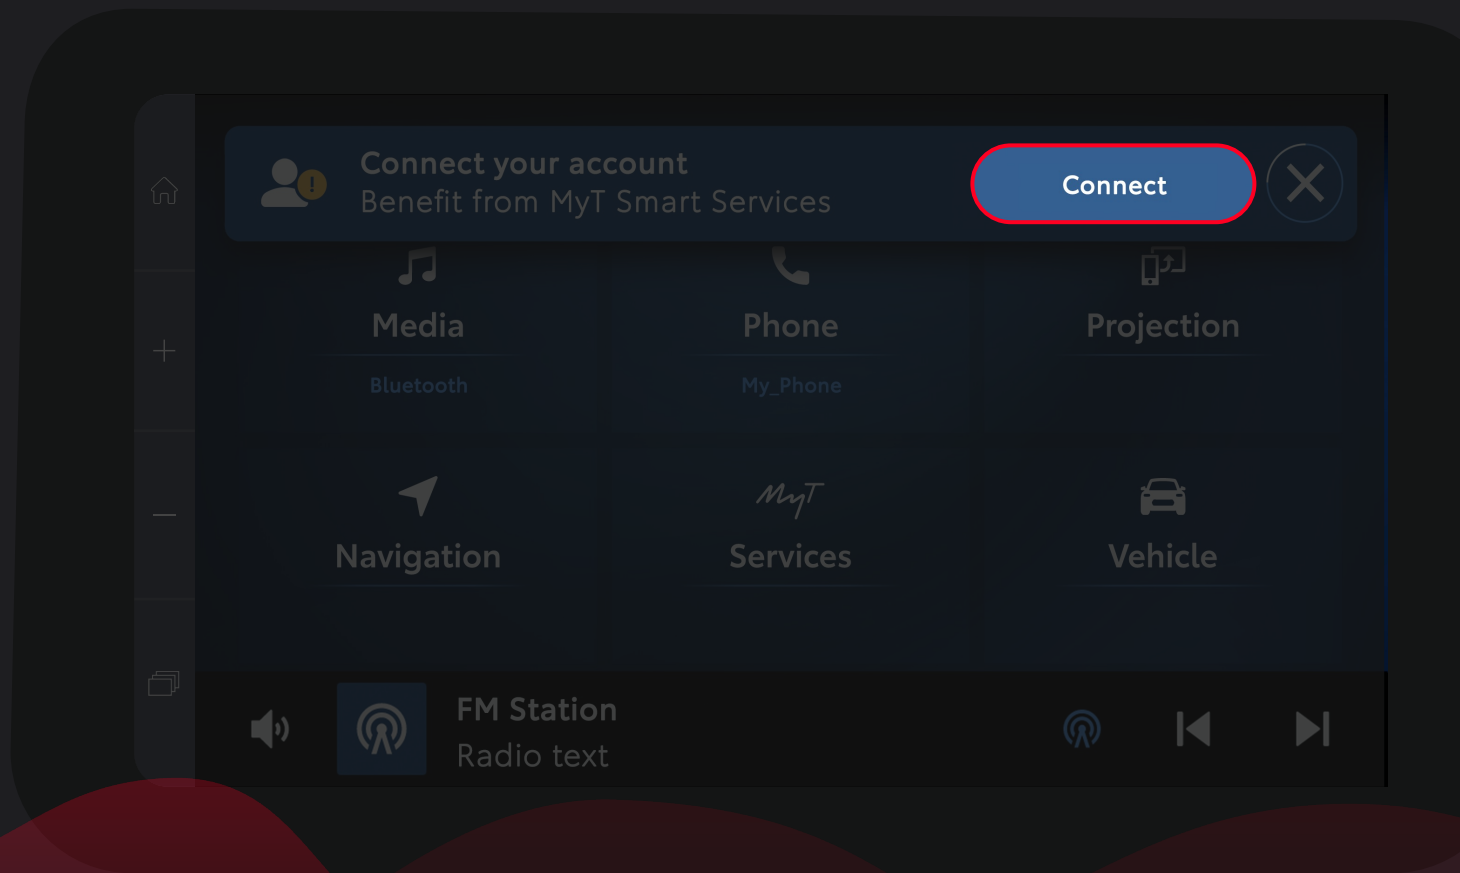 Connect your account
Benefit from MyT Smart Services
Connect
Media
Phone
Projection
Bluetooth
My_Phone
MyT
Navigation
Services
Vehicle
FM Station
Radio text